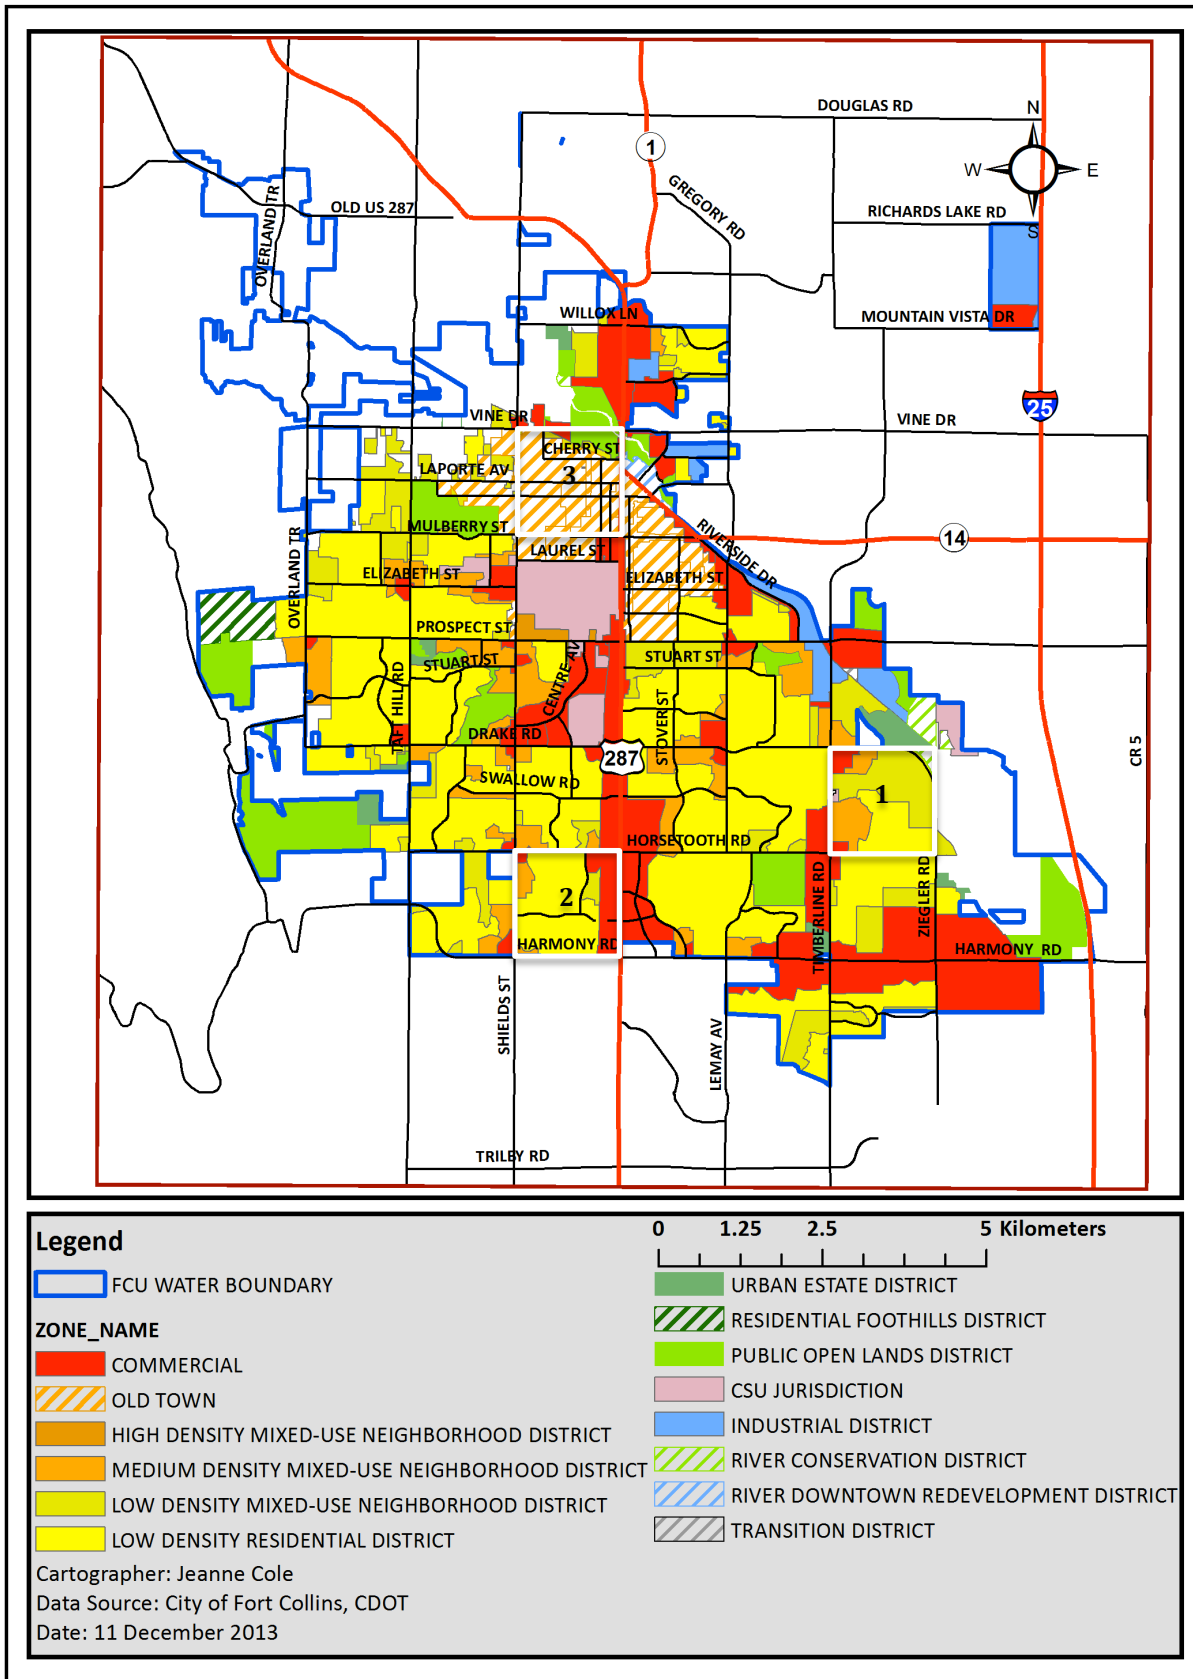 DOUGLAS RD
N
1
W
E
GREGORY RD
OVERLAND TR
OLD US 287
RICHARDS LAKE RD
S
WILLOX LN
MOUNTAIN VISTA DR
25
VINE DR
VINE DR
CHERRY ST
LAPORTE AV
3
MULBERRY ST
RIVERSIDE DR
14
LAUREL ST
OVERLAND TR
ELIZABETH ST
ELIZABETH ST
PROSPECT ST
STUART ST
STUART ST
CENTRE AV
TAFT HILL RD
STOVER ST
DRAKE RD
287
CR 5
SWALLOW RD
1
HORSETOOTH RD
2
TIMBERLINE RD
ZIEGLER RD
HARMONY RD
HARMONY RD
SHIELDS ST
LEMAY AV
TRILBY RD
Legend
0 1.25 2.5 5 Kilometers
FCU WATER BOUNDARY
ZONE_NAME
COMMERCIAL
OLD TOWN
HIGH DENSITY MIXED-USE NEIGHBORHOOD DISTRICT
MEDIUM DENSITY MIXED-USE NEIGHBORHOOD DISTRICT
LOW DENSITY MIXED-USE NEIGHBORHOOD DISTRICT
LOW DENSITY RESIDENTIAL DISTRICT
URBAN ESTATE DISTRICT
RESIDENTIAL FOOTHILLS DISTRICT
PUBLIC OPEN LANDS DISTRICT
CSU JURISDICTION
INDUSTRIAL DISTRICT
RIVER CONSERVATION DISTRICT
RIVER DOWNTOWN REDEVELOPMENT DISTRICT
TRANSITION DISTRICT
Cartographer: Jeanne Cole
Data Source: City of Fort Collins, CDOT
Date: 11 December 2013